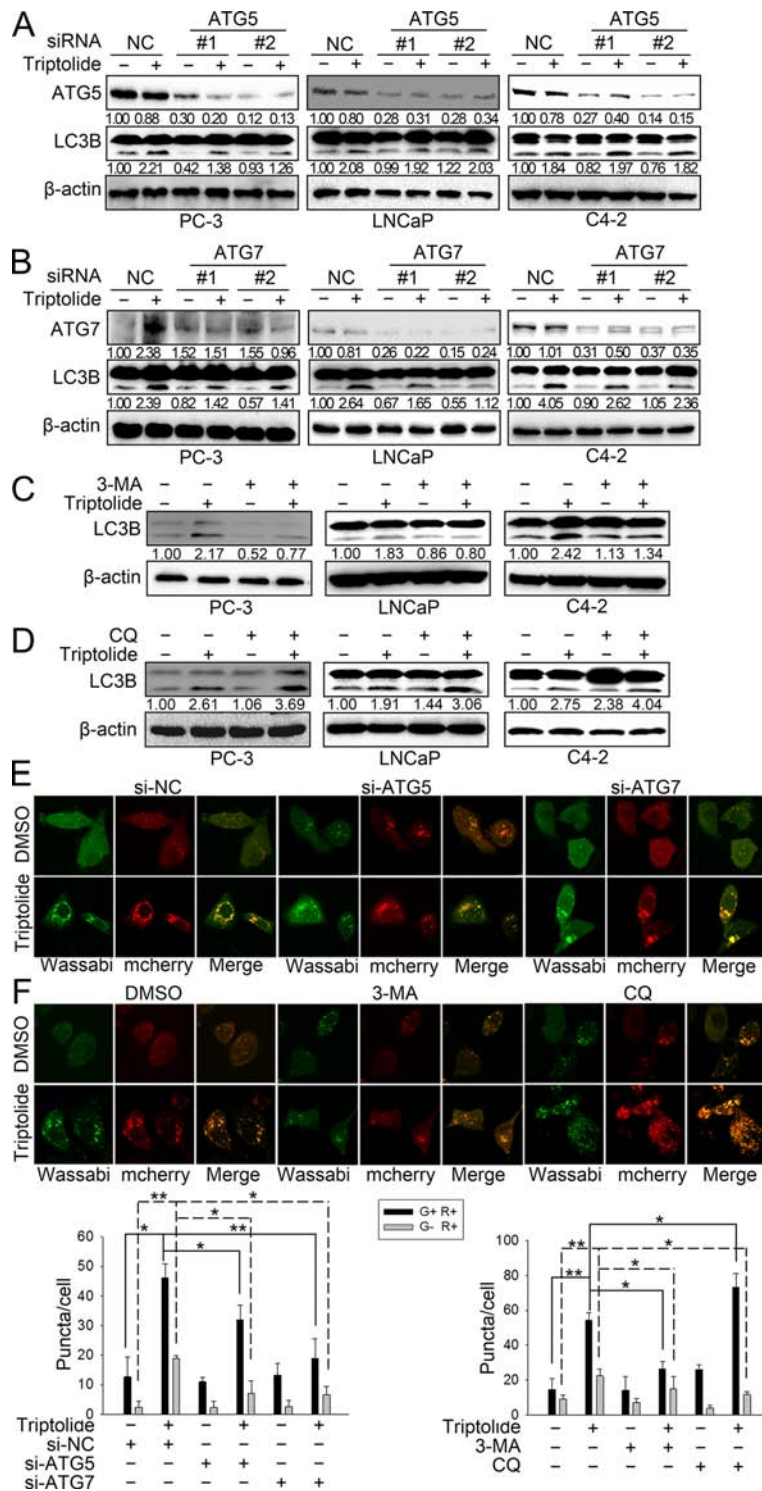 A
ATG5 ATG5 ATG5
siRNA NC #1 #2 NC #1 #2 NC #1 #2
Triptolide − + − + − + − + − + − + − + − + − +
ATG5
1.00 0.88 0.30 0.20 0.12 0.13 1.00 0.80 0.28 0.31 0.28 0.34 1.00 0.78 0.27 0.40 0.14 0.15
LC3B
1.00 2.21 0.42 1.38 0.93 1.26 1.00 2.08 0.99 1.92 1.22 2.03 1.00 1.84 0.82 1.97 0.76 1.82
β-actin
PC-3 LNCaP C4-2
B
ATG7 ATG7 ATG7
siRNA NC #1 #2 NC #1 #2 NC #1 #2
Triptolide − + − + − + − + − + − + − + − + − +
ATG7
1.00 2.38 1.52 1.51 1.55 0.96 1.00 0.81 0.26 0.22 0.15 0.24 1.00 1.01 0.31 0.50 0.37 0.35
LC3B
1.00 2.39 0.82 1.42 0.57 1.41 1.00 2.64 0.67 1.65 0.55 1.12 1.00 4.05 0.90 2.62 1.05 2.36
β-actin
PC-3 LNCaP C4-2
C
3-MA − − + + − − + + − − + +
Triptolide − + − + − + − + − + − +
LC3B
1.00 2.17 0.52 0.77 1.00 1.83 0.86 0.80 1.00 2.42 1.13 1.34
β-actin
PC-3 LNCaP C4-2
D
CQ − − + + − − + + − − + +
Triptolide − + − + − + − + − + − +
LC3B
1.00 2.61 1.06 3.69 1.00 1.91 1.44 3.06 1.00 2.75 2.38 4.04
β-actin
PC-3 LNCaP C4-2
E
si-NC si-ATG5 si-ATG7
DMSO
Triptolide
Wassabi mcherry Merge Wassabi mcherry Merge Wassabi mcherry Merge
F
DMSO 3-MA CQ
DMSO
Triptolide
Wassabi mcherry Merge Wassabi mcherry Merge Wassabi mcherry Merge
G+ R+
G- R+
Puncta/cell
60
50
40
30
20
10
0
** *
* * **
*
Triptolide − + − + − +
si-NC + + − − − −
si-ATG5 − − + + − −
si-ATG7 − − − − + +
Puncta/cell
100
80
60
40
20
0
*
** *
** * *
Triptolide − + − + − +
3-MA − − + + − −
CQ − − − − + +